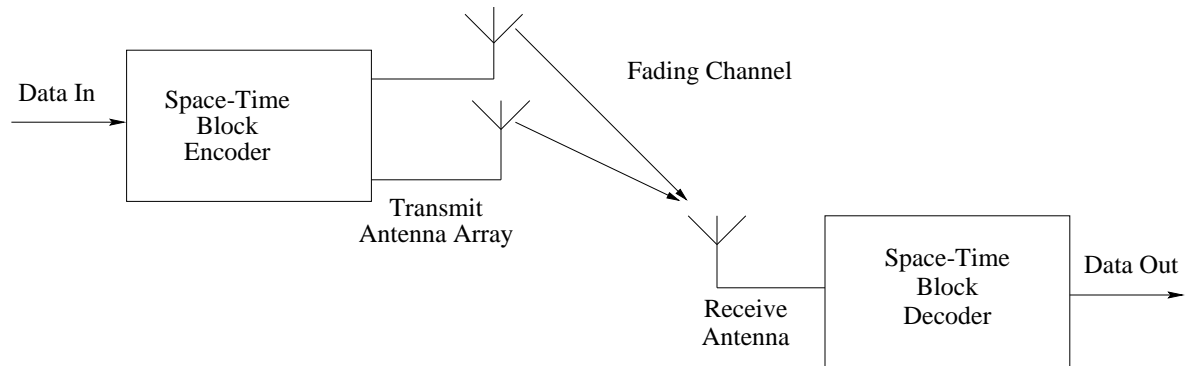 Data In
Space-Time
Block
Encoder
Transmit
Antenna Array
Fading Channel
Receive
Antenna
Space-Time
Block
Decoder
Data Out